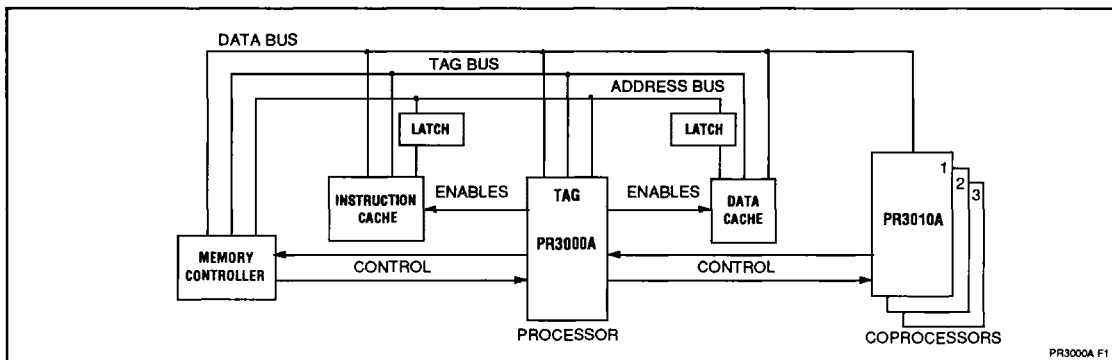 DATA BUS
TAG BUS
ADDRESS BUS
LATCH
LATCH
INSTRUCTION
CACHE
ENABLES
TAG
PR3000A
ENABLES
DATA
CACHE
1
2
3
PR3010A
MEMORY
CONTROLLER
CONTROL
CONTROL
PROCESSOR
COPROCESSORS
PR3000A F1